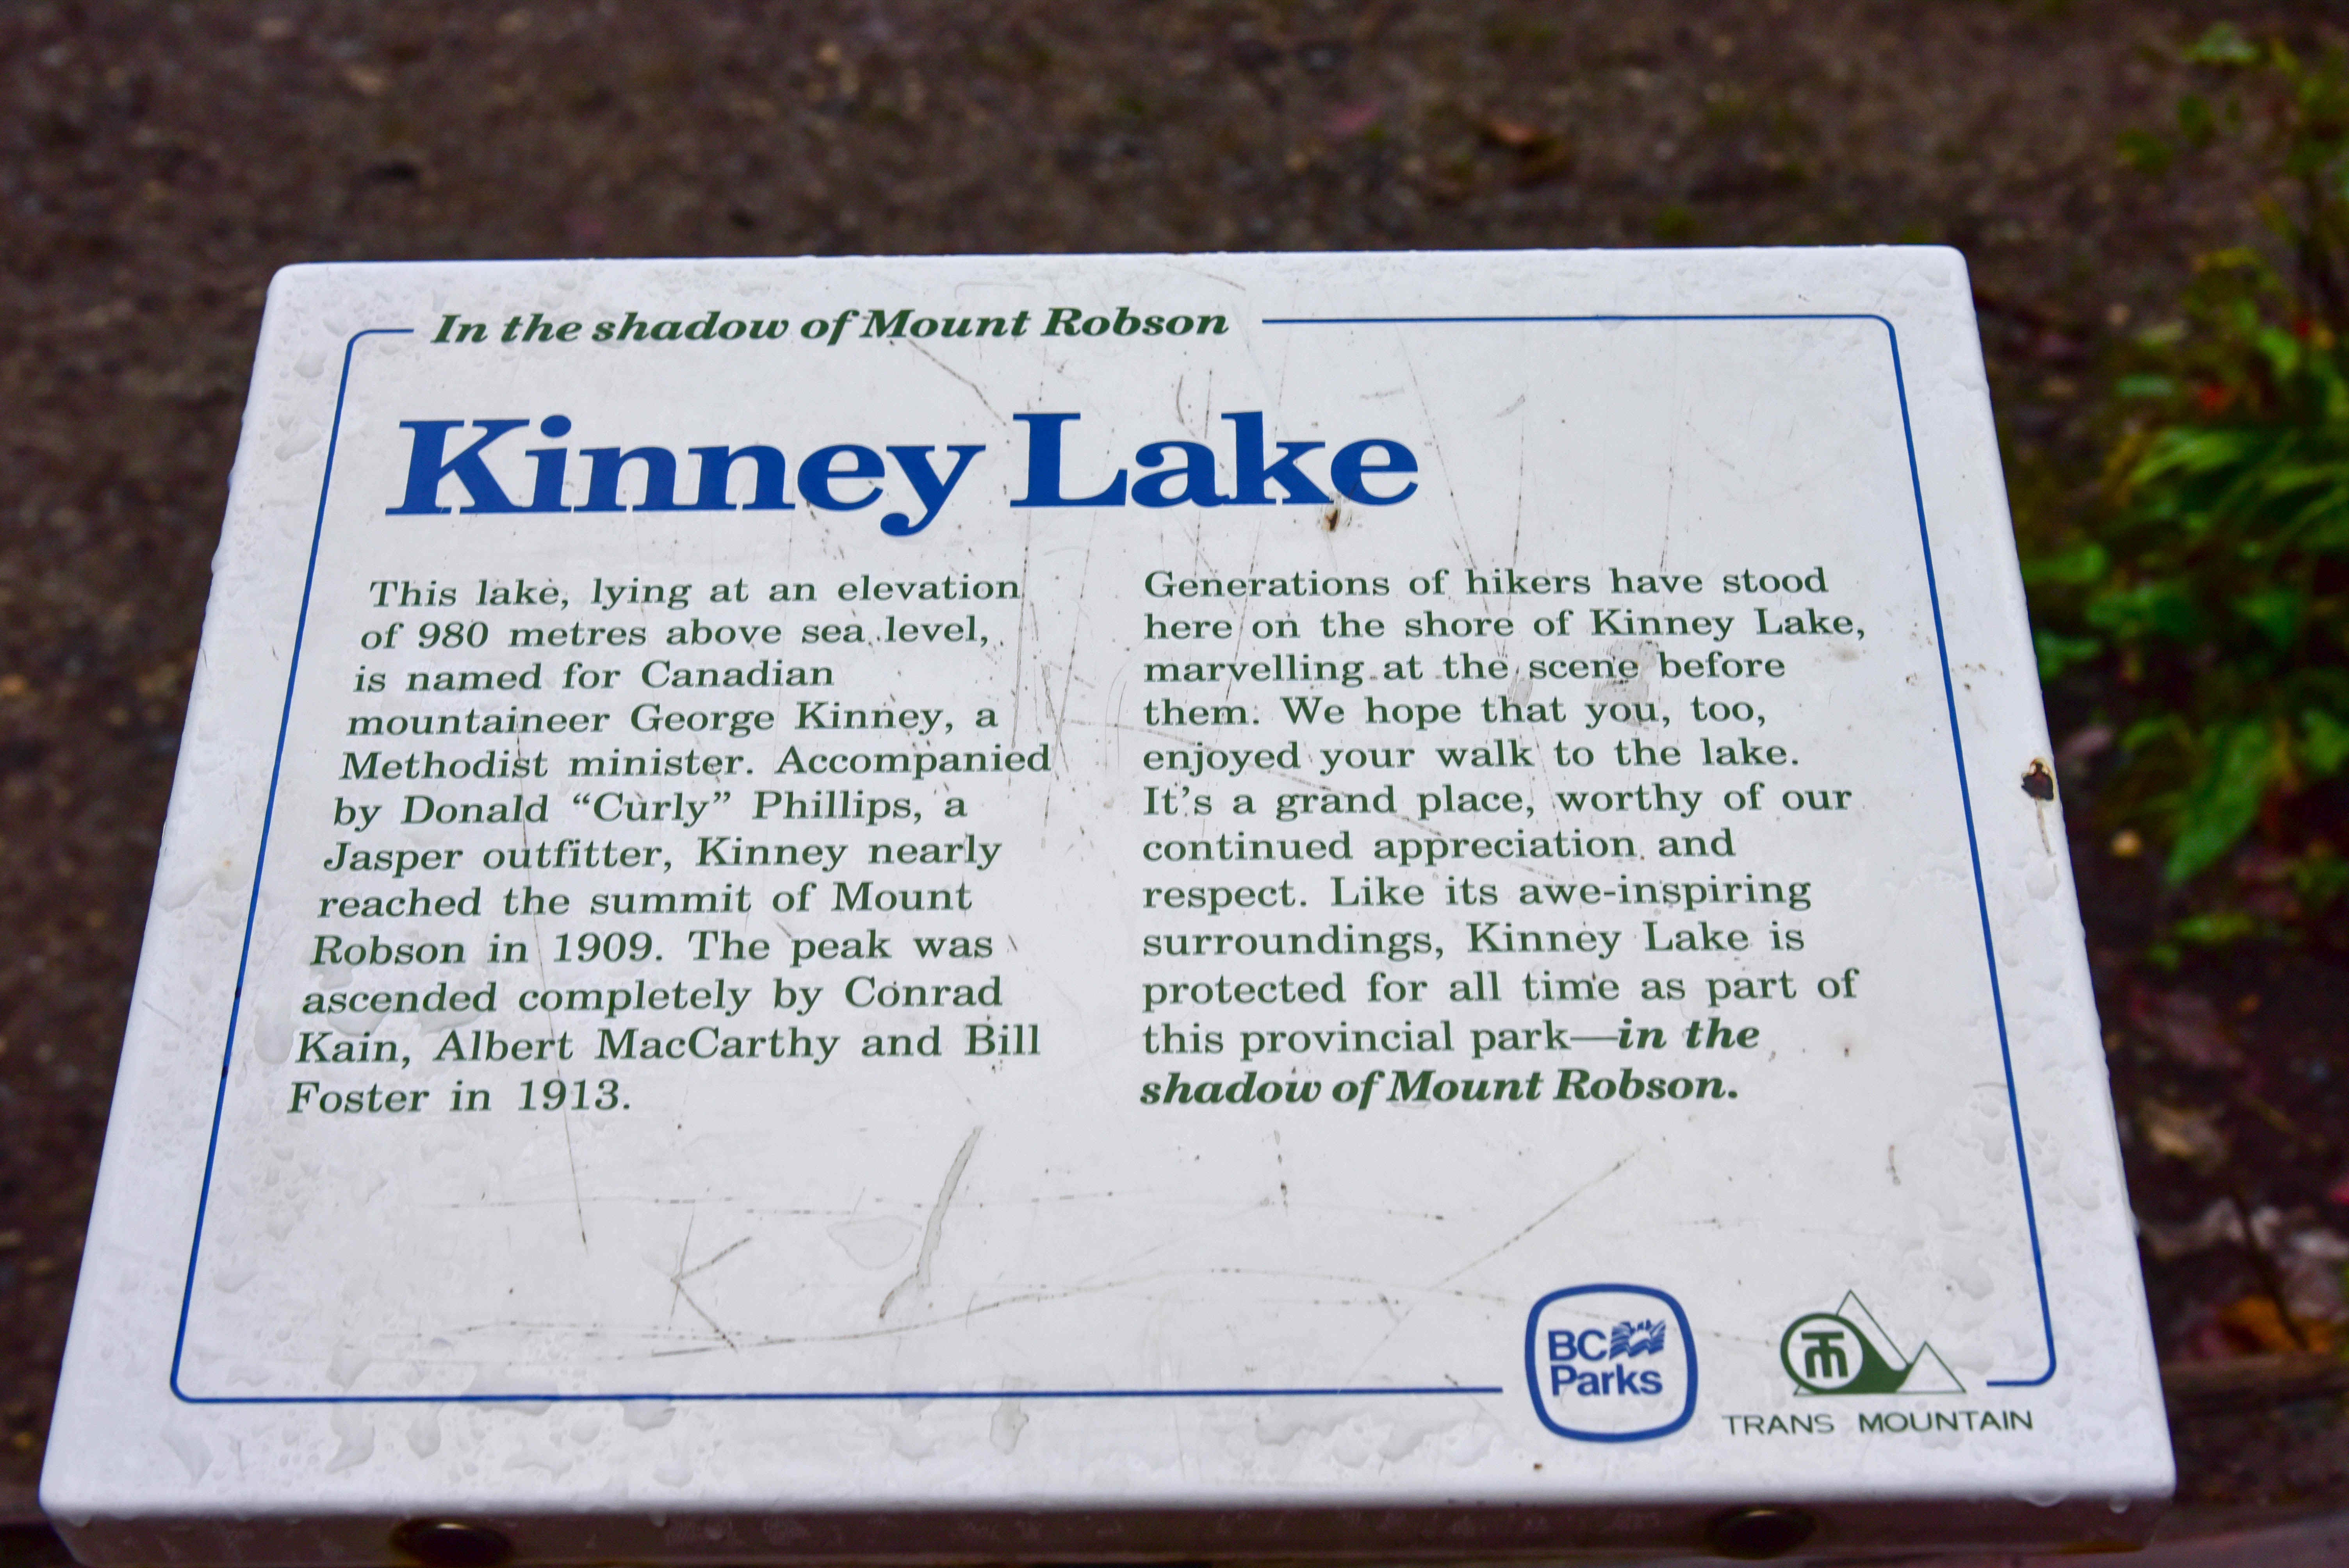 In the shadow of Mount Robson
Kinney Lake
This lake, lying at an elevation
of 980 metres above sea level,
is named for Canadian
mountaineer George Kinney, a
Methodist minister. Accompanied
by Donald “Curly” Phillips, a
Jasper outfitter, Kinney nearly
reached the summit of Mount
Robson in 1909. The peak was
ascended completely by Conrad
Kain, Albert MacCarthy and Bill
Foster in 1913.
Generations of hikers have stood
here on the shore of Kinney Lake,
marvelling at the scene before
them. We hope that you, too,
enjoyed your walk to the lake.
It’s a grand place, worthy of our
continued appreciation and
respect. Like its awe-inspiring
surroundings, Kinney Lake is
protected for all time as part of
this provincial park—in the
shadow of Mount Robson.
BC
Parks
TM
TRANS MOUNTAIN